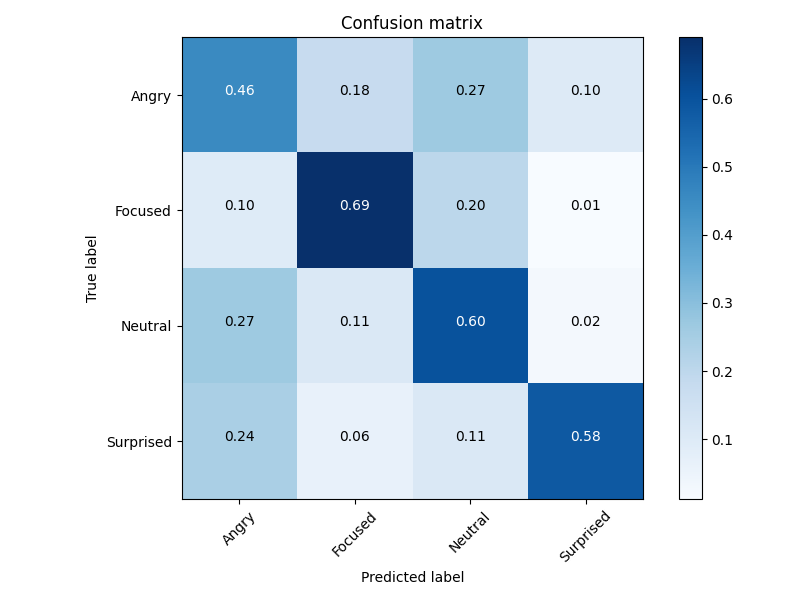 Confusion matrix
True label
Angry 0.46 0.18 0.27 0.10
Focused 0.10 0.69 0.20 0.01
Neutral 0.27 0.11 0.60 0.02
Surprised 0.24 0.06 0.11 0.58
Angry Focused Neutral Surprised
Predicted label
0.6
0.5
0.4
0.3
0.2
0.1